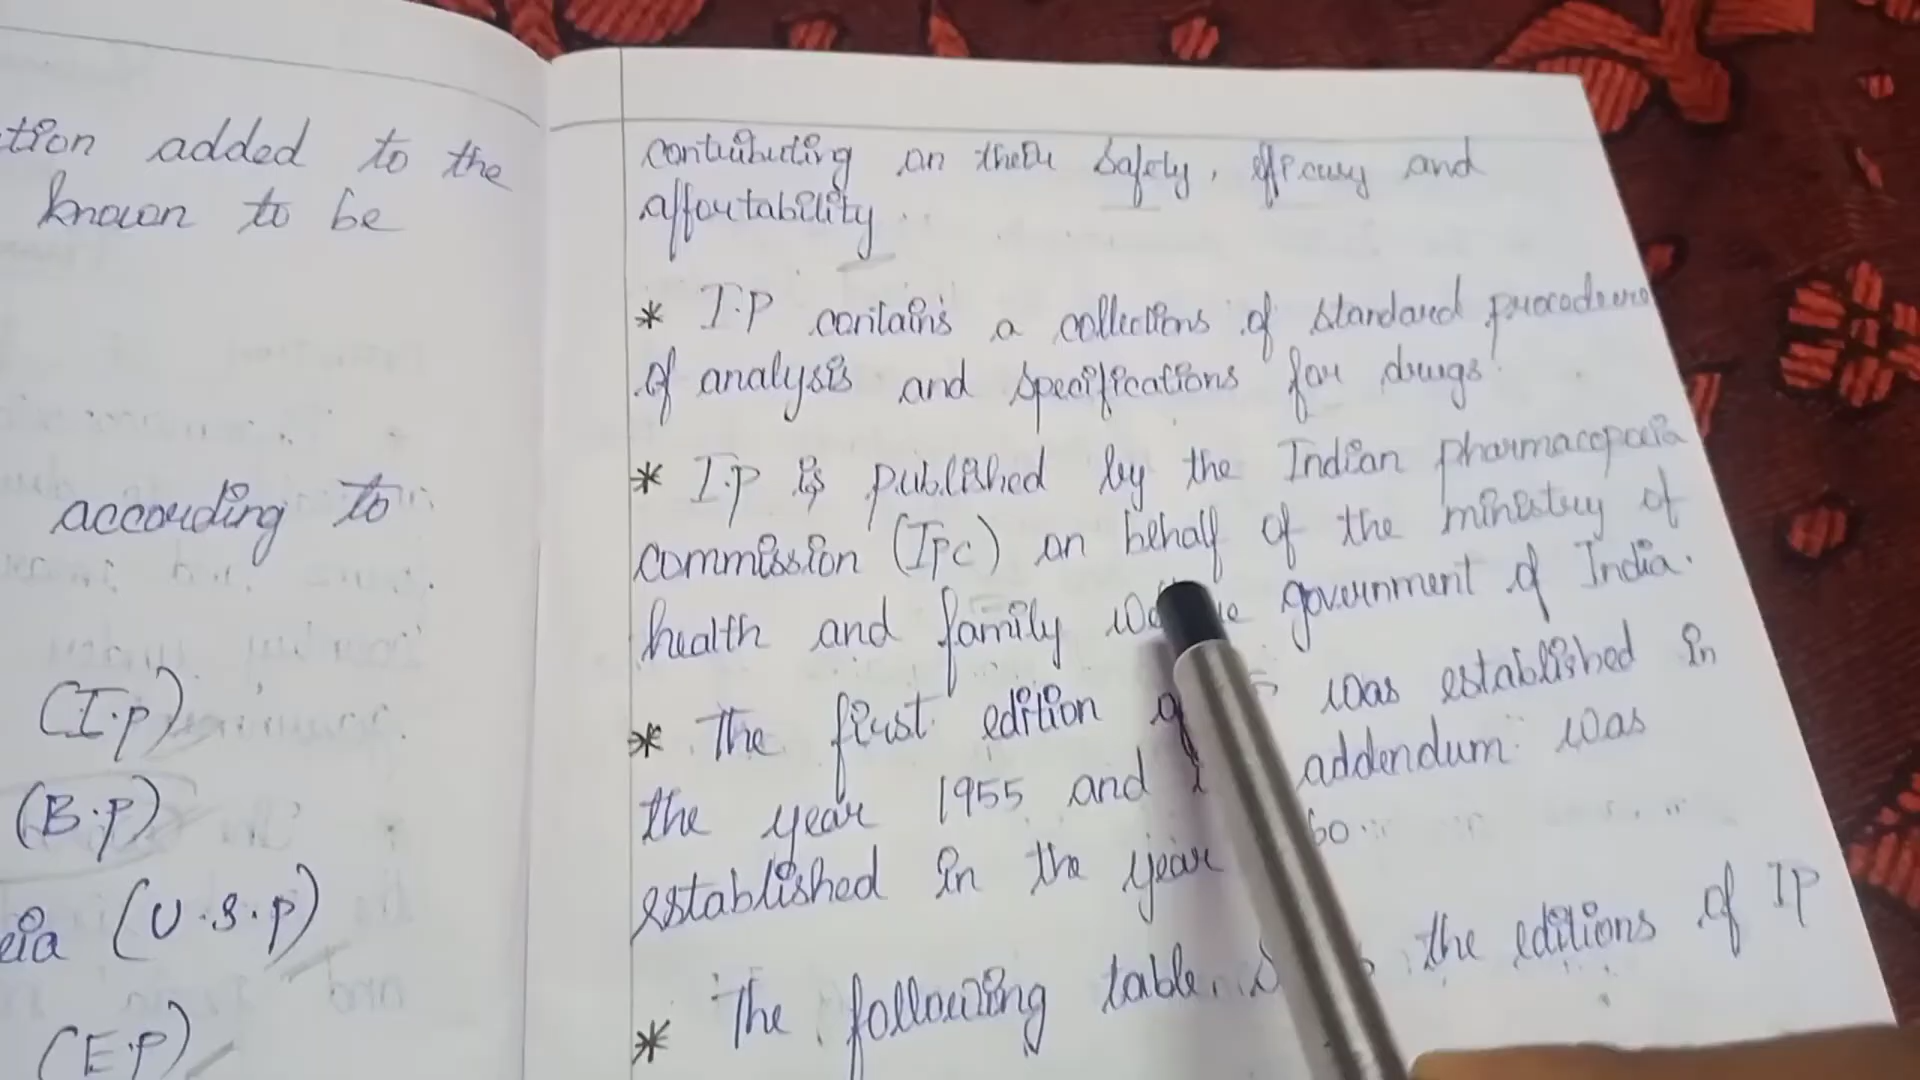 tion added to the
known to be
according to
(I.p)
(B.p)
eia (U.S.p)
(E.p)
contributing on their safety, efficacy and
affortability.
* I.P contains a collections of standard procedures
of analysis and specifications for drugs.
* I.p is published by the Indian pharmacopoeia
commission (Ipc) on behalf of the ministry of
health and family government of India.
* The first edition was established in
the year 1955 and addendum was
established in the year 60.
* The following table the editions of IP